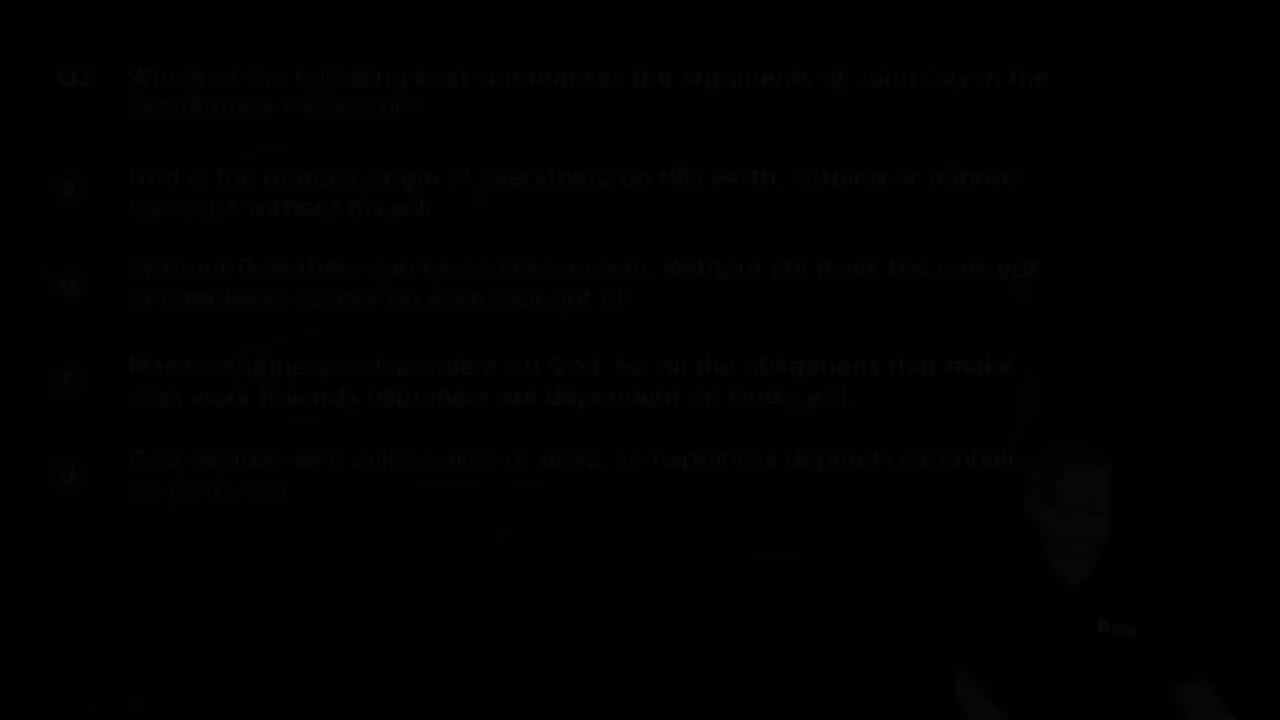 Q3 Which of the following best summarises the arguments of John Gay in the
penultimate paragraph?
a God is the primary origin of everything on this earth, nothing or nobody
can exist without his will
b Without God there can be no life on earth. Without life itself, the concept
of happiness cannot be even thought of
c Man's happiness is dependent on God. So, all the obligations that make
man work towards happiness are dependent on God's will.
d God decides who will be alive or dead, so happiness depends essentially
on God's will